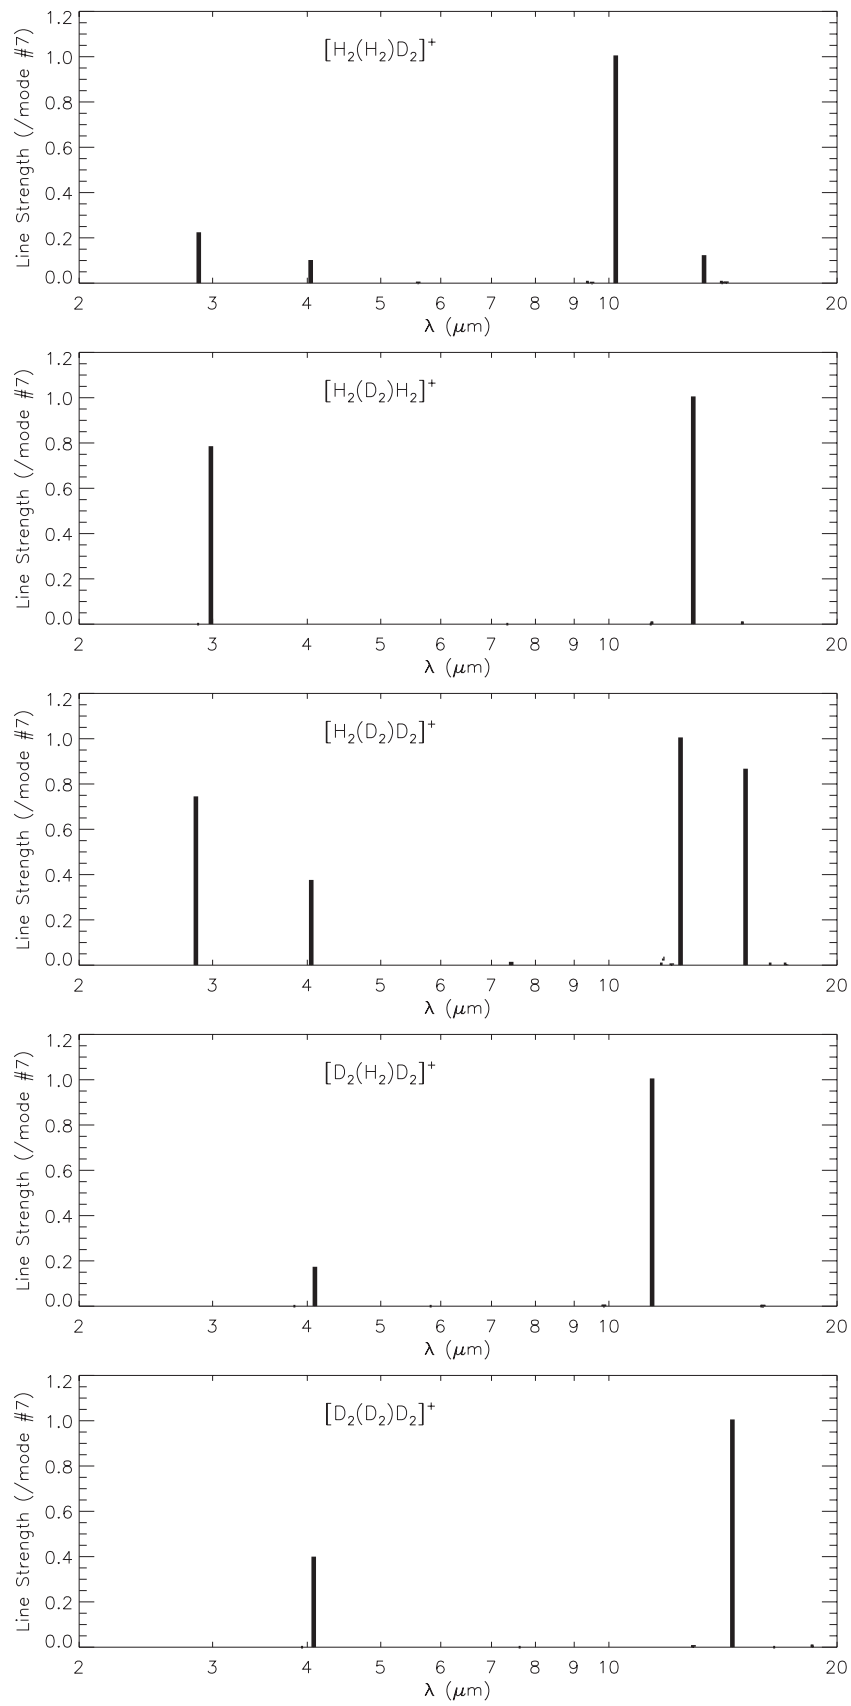 1.2
1.0
0.8
0.6
0.4
0.2
0.0
Line Strength (/mode #7)
[H₂(H₂)D₂]⁺
2 3 4 5 6 7 8 9 10 20
λ (μm)
1.2
1.0
0.8
0.6
0.4
0.2
0.0
Line Strength (/mode #7)
[H₂(D₂)H₂]⁺
2 3 4 5 6 7 8 9 10 20
λ (μm)
1.2
1.0
0.8
0.6
0.4
0.2
0.0
Line Strength (/mode #7)
[H₂(D₂)D₂]⁺
2 3 4 5 6 7 8 9 10 20
λ (μm)
1.2
1.0
0.8
0.6
0.4
0.2
0.0
Line Strength (/mode #7)
[D₂(H₂)D₂]⁺
2 3 4 5 6 7 8 9 10 20
λ (μm)
1.2
1.0
0.8
0.6
0.4
0.2
0.0
Line Strength (/mode #7)
[D₂(D₂)D₂]⁺
2 3 4 5 6 7 8 9 10 20
λ (μm)